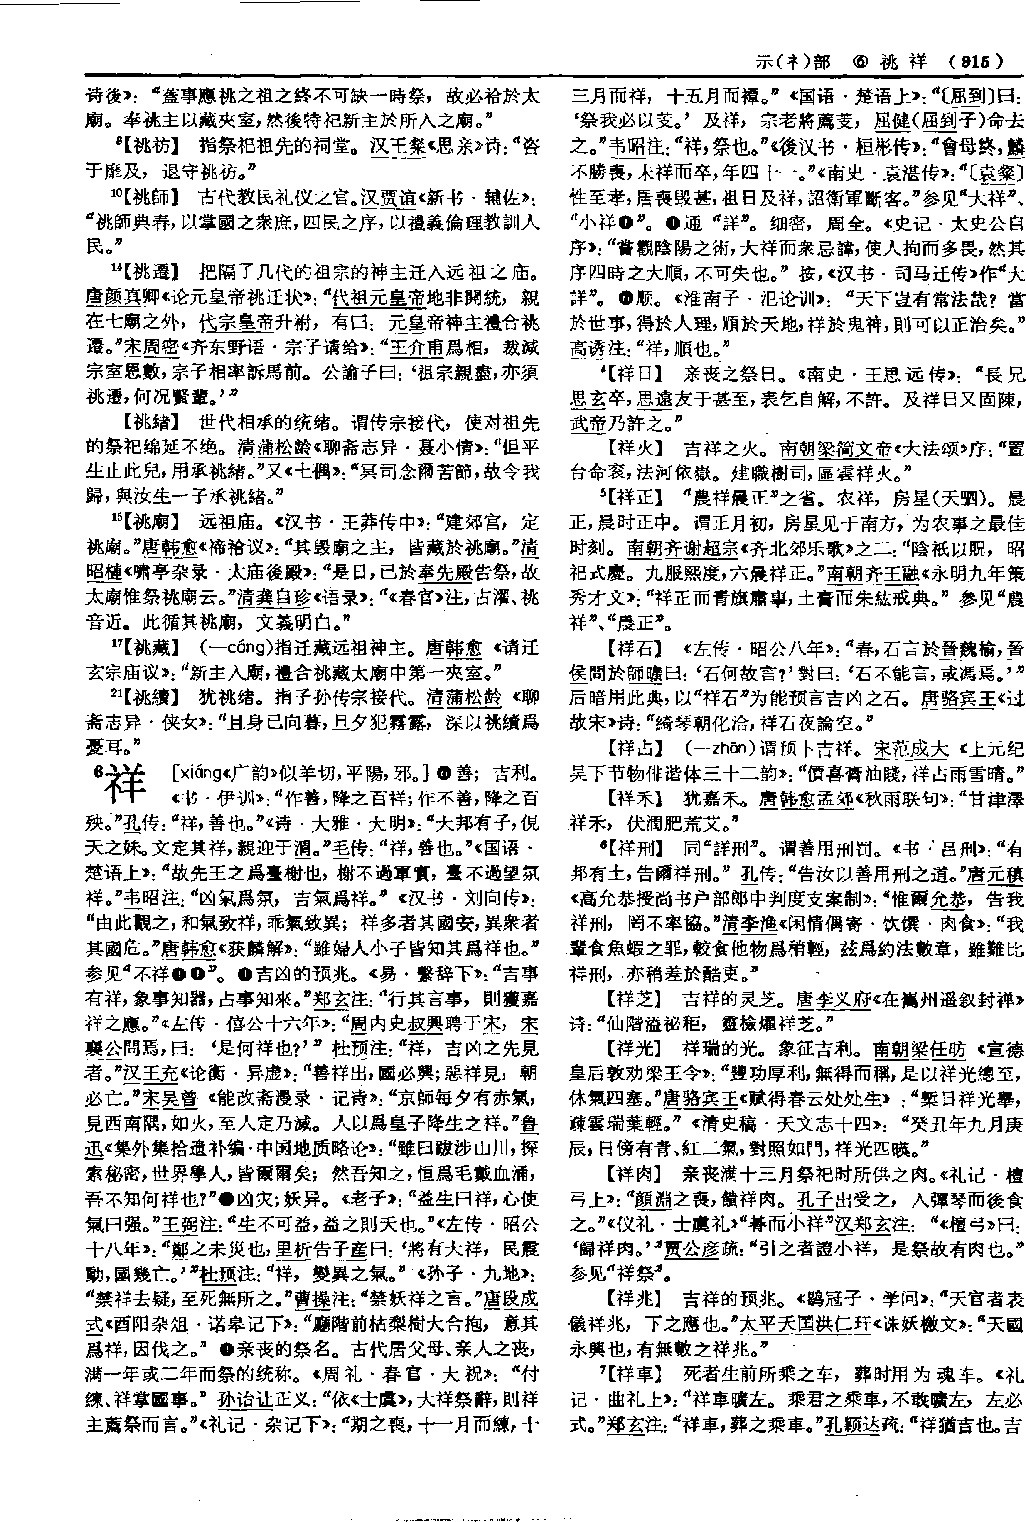 示(礻)部 ⑥ 祧 祥 (915)
诗後》：“蓋事應祧之祖之終不可缺一時祭，故必祫於太
廟。奉祧主以藏夾室，然後特祀新主於所入之廟。”
⁸【祧祊】 指祭祀祖先的祠堂。汉王粲《思亲》诗：“咨
于靡及，退守祧祊。”
¹⁰【祧師】 古代教民礼仪之官。汉贾谊《新书·辅佐》：
“祧師典春，以掌國之衆庶，四民之序，以禮義倫理教訓人
民。”
¹⁴【祧遷】 把隔了几代的祖宗的神主迁入远祖之庙。
唐颜真卿《论元皇帝祧迁状》：“代祖元皇帝地非開統，親
在七廟之外，代宗皇帝升祔，有日，元皇帝神主禮合祧
遷。”宋周密《齐东野语·宗子请给》：“王介甫爲相，裁減
宗室恩數，宗子相率訴馬前。公諭子曰：‘祖宗親盡，亦須
祧遷，何况賢輩。’”
【祧緒】 世代相承的统绪。谓传宗接代，使对祖先
的祭祀绵延不绝。清蒲松龄《聊斋志异·聂小倩》：“但平
生止此兒，用承祧緒。”又《七偶》：“冥司念爾苦節，故令我
歸，與汝生一子承祧緒。”
¹⁵【祧廟】 远祖庙。《汉书·王莽传中》：“建郊宫，定
祧廟。”唐韩愈《禘祫议》：“其毀廟之主，皆藏於祧廟。”清
昭槤《啸亭杂录·太庙後殿》：“是日，已於奉先殿告祭，故
太廟惟祭祧廟云。”清龚自珍《语录》：“《春官》注，古濯、祧
音近。此循其祧廟，文義明白。”
¹⁷【祧藏】 (—cáng)指迁藏远祖神主。唐韩愈《请迁
玄宗庙议》：“新主入廟，禮合祧藏太廟中第一夾室。”
²¹【祧續】 犹祧绪。指子孙传宗接代。清蒲松龄《聊
斋志异·侠女》：“且身已向暮，旦夕犯霧露，深以祧續爲
憂耳。”
⁶祥 [xiáng《广韵》似羊切，平陽，邪。]❶善；吉利。
《书·伊训》：“作善，降之百祥；作不善，降之百
殃。”孔传：“祥，善也。”《诗·大雅·大明》：“大邦有子，俔
天之妹。文定其祥，親迎于渭。”毛传：“祥，善也。”《国语·
楚语上》：“故先王之爲臺榭也，榭不過軍實，臺不過望氛
祥。”韦昭注：“凶氣爲氛，吉氣爲祥。”《汉书·刘向传》：
“由此觀之，和氣致祥，乖氣致異；祥多者其國安，異衆者
其國危。”唐韩愈《获麟解》：“雖婦人小子皆知其爲祥也。”
参见“不祥❶❷”。❷吉凶的预兆。《易·繫辞下》：“吉事
有祥，象事知器，占事知來。”郑玄注：“行其言事，則獲嘉
祥之應。”《左传·僖公十六年》：“周内史叔興聘于宋，宋
襄公問焉，曰：‘是何祥也？’”杜预注：“祥，吉凶之先見
者。”汉王充《论衡·异虚》：“善祥出，國必興；惡祥見，朝
必亡。”宋吴曾《能改斋漫录·记诗》：“京師每夕有赤氣，
見西南隅，如火，至人定乃滅。人以爲皇子降生之祥。”鲁
迅《集外集拾遗补编·中国地质略论》：“雖曰跋涉山川，探
索秘密，世界學人，皆爾爾矣；然吾知之，恒爲毛戴血涌，
吾不知何祥也？”❸凶灾；妖异。《老子》：“益生曰祥，心使
氣曰强。”王弼注：“生不可益，益之則夭也。”《左传·昭公
十八年》：“鄭之未災也，里析告子産曰：‘將有大祥，民震
動，國幾亡。’”杜预注：“祥，變異之氣。”《孙子·九地》：
“禁祥去疑，至死無所之。”曹操注：“禁妖祥之言。”唐段成
式《酉阳杂俎·诺皋记下》：“廳階前枯梨樹大合抱，意其
爲祥，因伐之。”❹亲丧的祭名。古代居父母、亲人之丧，
满一年或二年而祭的统称。《周礼·春官·大祝》：“付
練、祥掌國事。”孙诒让正义：“依《士虞》，大祥祭辭，則祥
主薦祭而言。”《礼记·杂记下》：“期之喪，十一月而練，十
三月而祥，十五月而禫。”《国语·楚语上》：“〔屈到〕曰：
‘祭我必以芰。’及祥，宗老將薦芰，屈健(屈到子)命去
之。”韦昭注：“祥，祭也。”《後汉书·桓彬传》：“會母終，麟
不勝喪，未祥而卒，年四十一。”《南史·袁湛传》：“〔袁粲〕
性至孝，居喪毁甚，祖日及祥，詔衛軍斷客。”参见“大祥”、
“小祥❶”。❺通“詳”。细密，周全。《史记·太史公自
序》：“嘗觀陰陽之術，大祥而衆忌諱，使人拘而多畏，然其
序四時之大順，不可失也。”按，《汉书·司马迁传》作“大
詳”。❻顺。《淮南子·氾论训》：“天下豈有常法哉？當
於世事，得於人理，順於天地，祥於鬼神，則可以正治矣。”
高诱注：“祥，順也。”
⁴【祥日】 亲丧之祭日。《南史·王思远传》：“長兄
思玄卒，思遠友于甚至，表乞自解，不許。及祥日又固陳，
武帝乃許之。”
【祥火】 吉祥之火。南朝梁简文帝《大法颂》序：“置
台命衮，法河依嶽。建職樹司，區雲祥火。”
⁵【祥正】 “農祥晨正”之省。农祥，房星(天驷)。晨
正，晨时正中。谓正月初，房星见于南方，为农事之最佳
时刻。南朝齐谢超宗《齐北郊乐歌》之二：“陰祇以貺，昭
祀式慶。九服熙度，六晨祥正。”南朝齐王融《永明九年策
秀才文》：“祥正而青旗肅事，土膏而朱紘戒典。”参见“農
祥”、“晨正”。
【祥石】 《左传·昭公八年》：“春，石言於晉魏榆，晉
侯問於師曠曰：‘石何故言？’對曰：‘石不能言，或馮焉。’”
后暗用此典，以“祥石”为能预言吉凶之石。唐骆宾王《过
故宋》诗：“綺琴朝化洽，祥石夜論空。”
【祥占】 (—zhān)谓预卜吉祥。宋范成大《上元纪
吴下节物俳谐体三十二韵》：“價喜膏油賤，祥占雨雪晴。”
【祥禾】 犹嘉禾。唐韩愈孟郊《秋雨联句》：“甘津澤
祥禾，伏潤肥荒艾。”
⁶【祥刑】 同“詳刑”。谓善用刑罚。《书·吕刑》：“有
邦有土，告爾祥刑。”孔传：“告汝以善用刑之道。”唐元稹
《高允恭授尚书户部郎中判度支案制》：“惟爾允恭，告我
祥刑，罔不率協。”清李渔《闲情偶寄·饮馔·肉食》：“我
輩食魚蝦之罪，較食他物爲稍輕，茲爲約法數章，雖難比
祥刑，亦稍差於酷吏。”
【祥芝】 吉祥的灵芝。唐李义府《在巂州遥叙封禅》
诗：“仙階溢秘秬，靈檢燿祥芝。”
【祥光】 祥瑞的光。象征吉利。南朝梁任昉《宣德
皇后敦劝梁王令》：“豐功厚利，無得而稱，是以祥光總至，
休氣四塞。”唐骆宾王《赋得春云处处生》：“蕖日祥光舉，
疎雲瑞葉輕。”《清史稿·天文志十四》：“癸丑年九月庚
辰，日傍有青、紅二氣，對照如門，祥光匝暎。”
【祥肉】 亲丧满十三月祭祀时所供之肉。《礼记·檀
弓上》：“顔淵之喪，饋祥肉。孔子出受之，入彈琴而後食
之。”《仪礼·士虞礼》“朞而小祥”汉郑玄注：“《檀弓》曰：
‘歸祥肉。’”贾公彦疏：“引之者證小祥，是祭故有肉也。”
参见“祥祭”。
【祥兆】 吉祥的预兆。《鹖冠子·学问》：“天官者表
儀祥兆，下之應也。”太平天国洪仁玕《诛妖檄文》：“天國
永興也，有無數之祥兆。”
⁷【祥車】 死者生前所乘之车，葬时用为魂车。《礼
记·曲礼上》：“祥車曠左。乘君之乘車，不敢曠左，左必
式。”郑玄注：“祥車，葬之乘車。”孔颖达疏：“祥猶吉也。吉